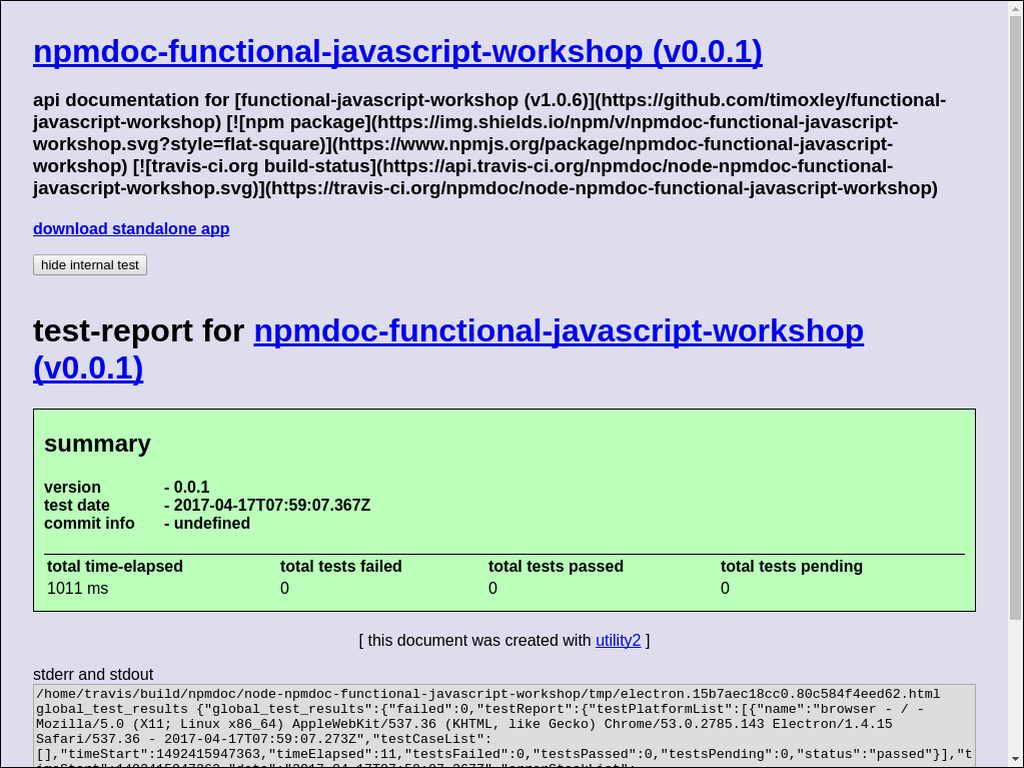 npmdoc-functional-javascript-workshop (v0.0.1)
api documentation for [functional-javascript-workshop (v1.0.6)](https://github.com/timoxley/functional-
javascript-workshop) [![npm package](https://img.shields.io/npm/v/npmdoc-functional-javascript-
workshop.svg?style=flat-square)](https://www.npmjs.org/package/npmdoc-functional-javascript-
workshop) [![travis-ci.org build-status](https://api.travis-ci.org/npmdoc/node-npmdoc-functional-
javascript-workshop.svg)](https://travis-ci.org/npmdoc/node-npmdoc-functional-javascript-workshop)
download standalone app
hide internal test
test-report for npmdoc-functional-javascript-workshop
(v0.0.1)
summary
version - 0.0.1
test date - 2017-04-17T07:59:07.367Z
commit info - undefined
total time-elapsed total tests failed total tests passed total tests pending
1011 ms 0 0 0
[ this document was created with utility2 ]
stderr and stdout
/home/travis/build/npmdoc/node-npmdoc-functional-javascript-workshop/tmp/electron.15b7aec18cc0.80c584f4eed62.html
global_test_results {"global_test_results":{"failed":0,"testReport":{"testPlatformList":[{"name":"browser - / -
Mozilla/5.0 (X11; Linux x86_64) AppleWebKit/537.36 (KHTML, like Gecko) Chrome/53.0.2785.143 Electron/1.4.15
Safari/537.36 - 2017-04-17T07:59:07.273Z","testCaseList":
[],"timeStart":1492415947363,"timeElapsed":11,"testsFailed":0,"testsPassed":0,"testsPending":0,"status":"passed"}],"t
imeStart":1492415947363,"date":"2017-04-17T07:59:07.367Z","errorStackList":